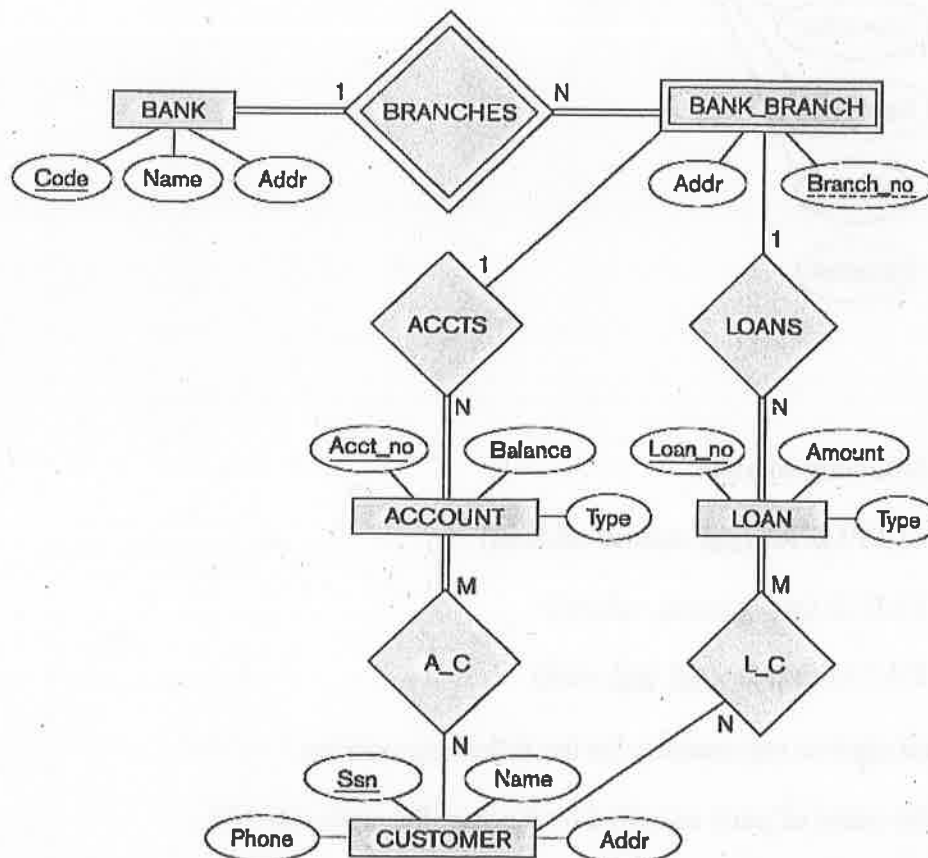 1 N
BANK BRANCHES BANK_BRANCH
Code Name Addr Addr Branch_no
1 1
ACCTS LOANS
N N
Acct_no Balance Loan_no Amount
ACCOUNT Type LOAN Type
M M
A_C L_C
N N
Ssn Name
Phone CUSTOMER Addr